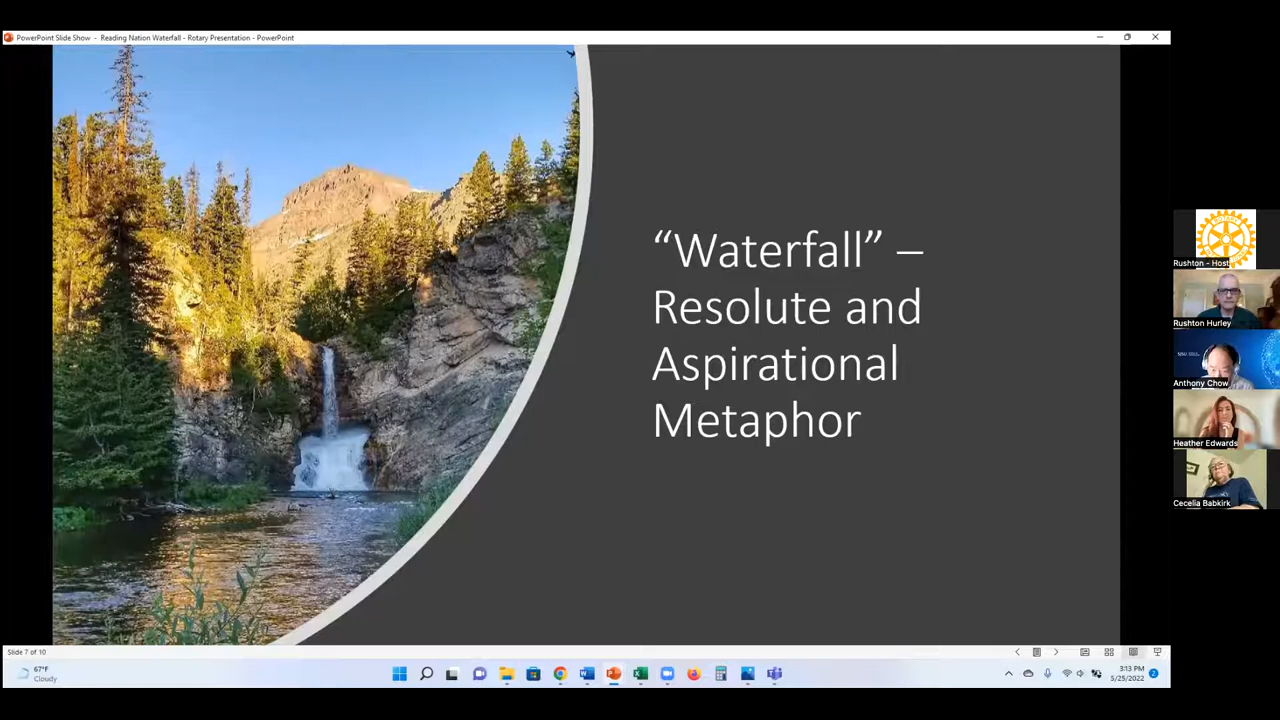 PowerPoint Slide Show - Reading Nation Waterfall - Rotary Presentation - PowerPoint
“Waterfall” –
Resolute and
Aspirational
Metaphor
Rushton - Host
Rushton Hurley
Anthony Chow
Heather Edwards
Cecelia Babkirk
Slide 7 of 10
67°F
Cloudy
3:13 PM
5/25/2022
2